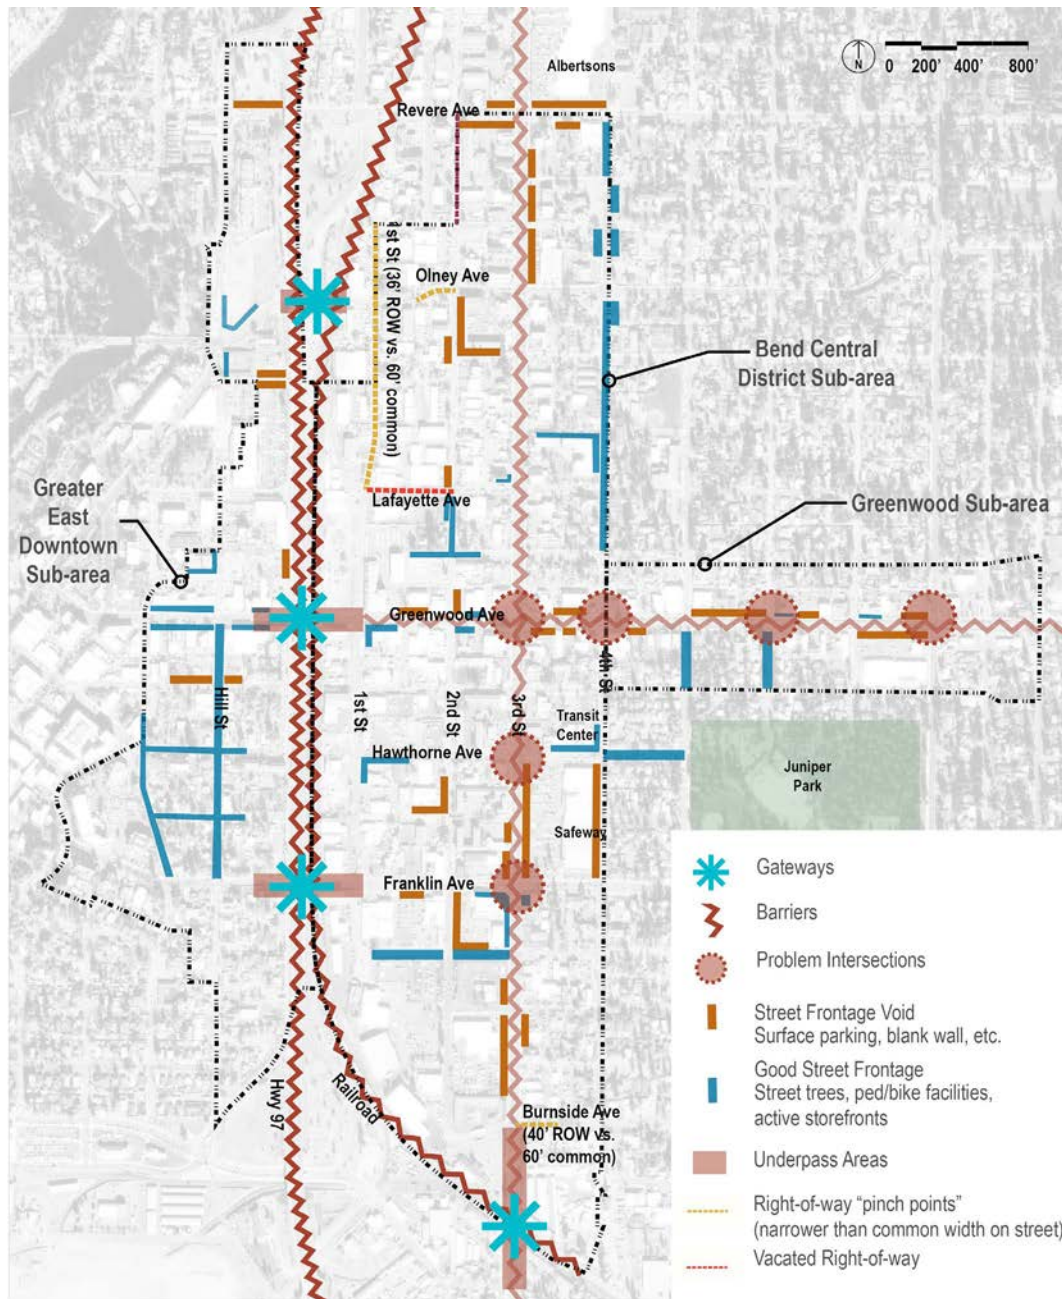 Albertsons
N
0 200' 400' 800'
Revere Ave
1st St (36' ROW vs. 60' common)
Olney Ave
Bend Central
District Sub-area
Greater
East
Downtown
Sub-area
Lafayette Ave
Greenwood Sub-area
Greenwood Ave
Hill St
1st St
2nd St
3rd St
4th St
Transit
Center
Hawthorne Ave
Juniper
Park
Safeway
Franklin Ave
Hwy 97
Railroad
Burnside Ave
(40' ROW vs.
60' common)
Gateways
Barriers
Problem Intersections
Street Frontage Void
Surface parking, blank wall, etc.
Good Street Frontage
Street trees, ped/bike facilities,
active storefronts
Underpass Areas
Right-of-way “pinch points”
(narrower than common width on street)
Vacated Right-of-way